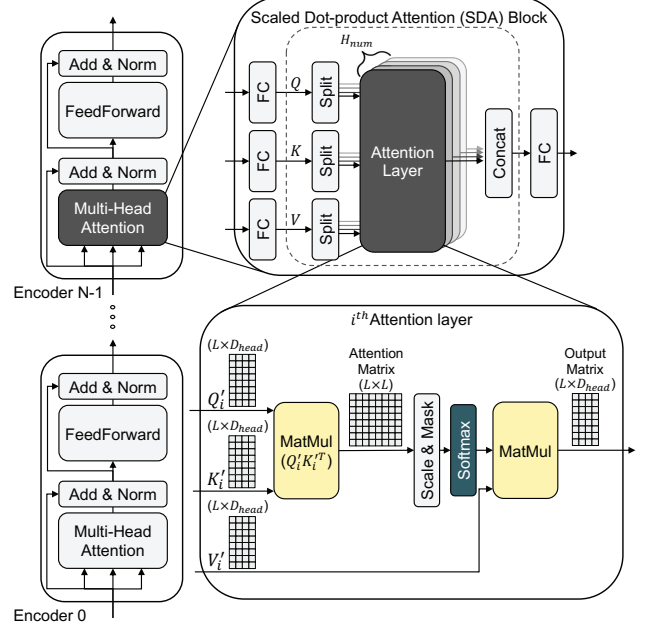 Scaled Dot-product Attention (SDA) Block
H_num
Add & Norm
FeedForward
Add & Norm
Multi-Head
Attention
Encoder N-1
FC
Q
Split
FC
K
Split
FC
V
Split
Attention
Layer
Concat
FC
Add & Norm
FeedForward
Add & Norm
Multi-Head
Attention
Encoder 0
i^th Attention layer
(L×D_head)
Q'_i
(L×D_head)
K'_i
(L×D_head)
V'_i
MatMul
(Q'_i K'_i^T)
Attention
Matrix
(L×L)
Scale & Mask
Softmax
MatMul
Output
Matrix
(L×D_head)